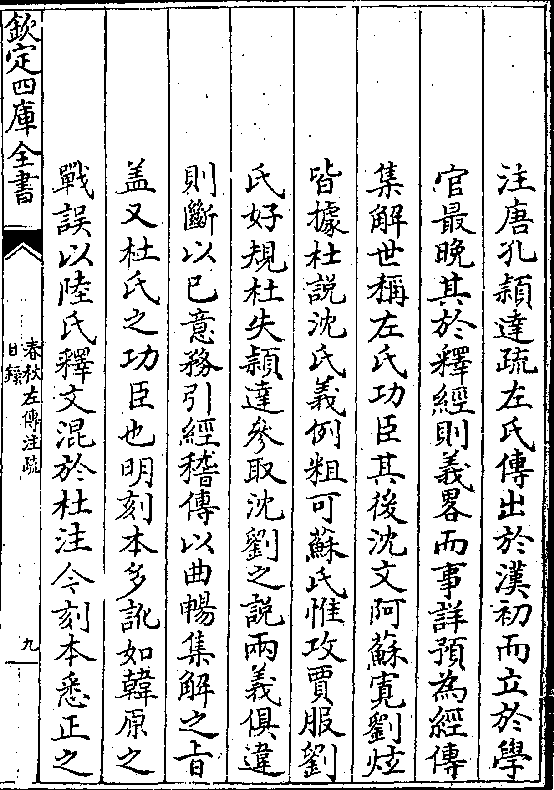 注唐孔頴達疏左氏傳出於漢初而立於學
官最晚其於釋經則義畧而事詳預為經傳
集解世稱左氏功臣其後沈文阿蘇寛劉炫
皆據杜說沈氏義例粗可蘇氏惟攻賈服劉
氏好規杜失頴達參取沈劉之說兩義俱違
則斷以已意務引經稽傳以曲暢集解之㫖
盖又杜氏之功臣也明刻本多訛如韓原之
戰誤以陸氏釋文混於杜注今刻本悉正之
欽定四庫全書
春秋左傳注疏
目録
九